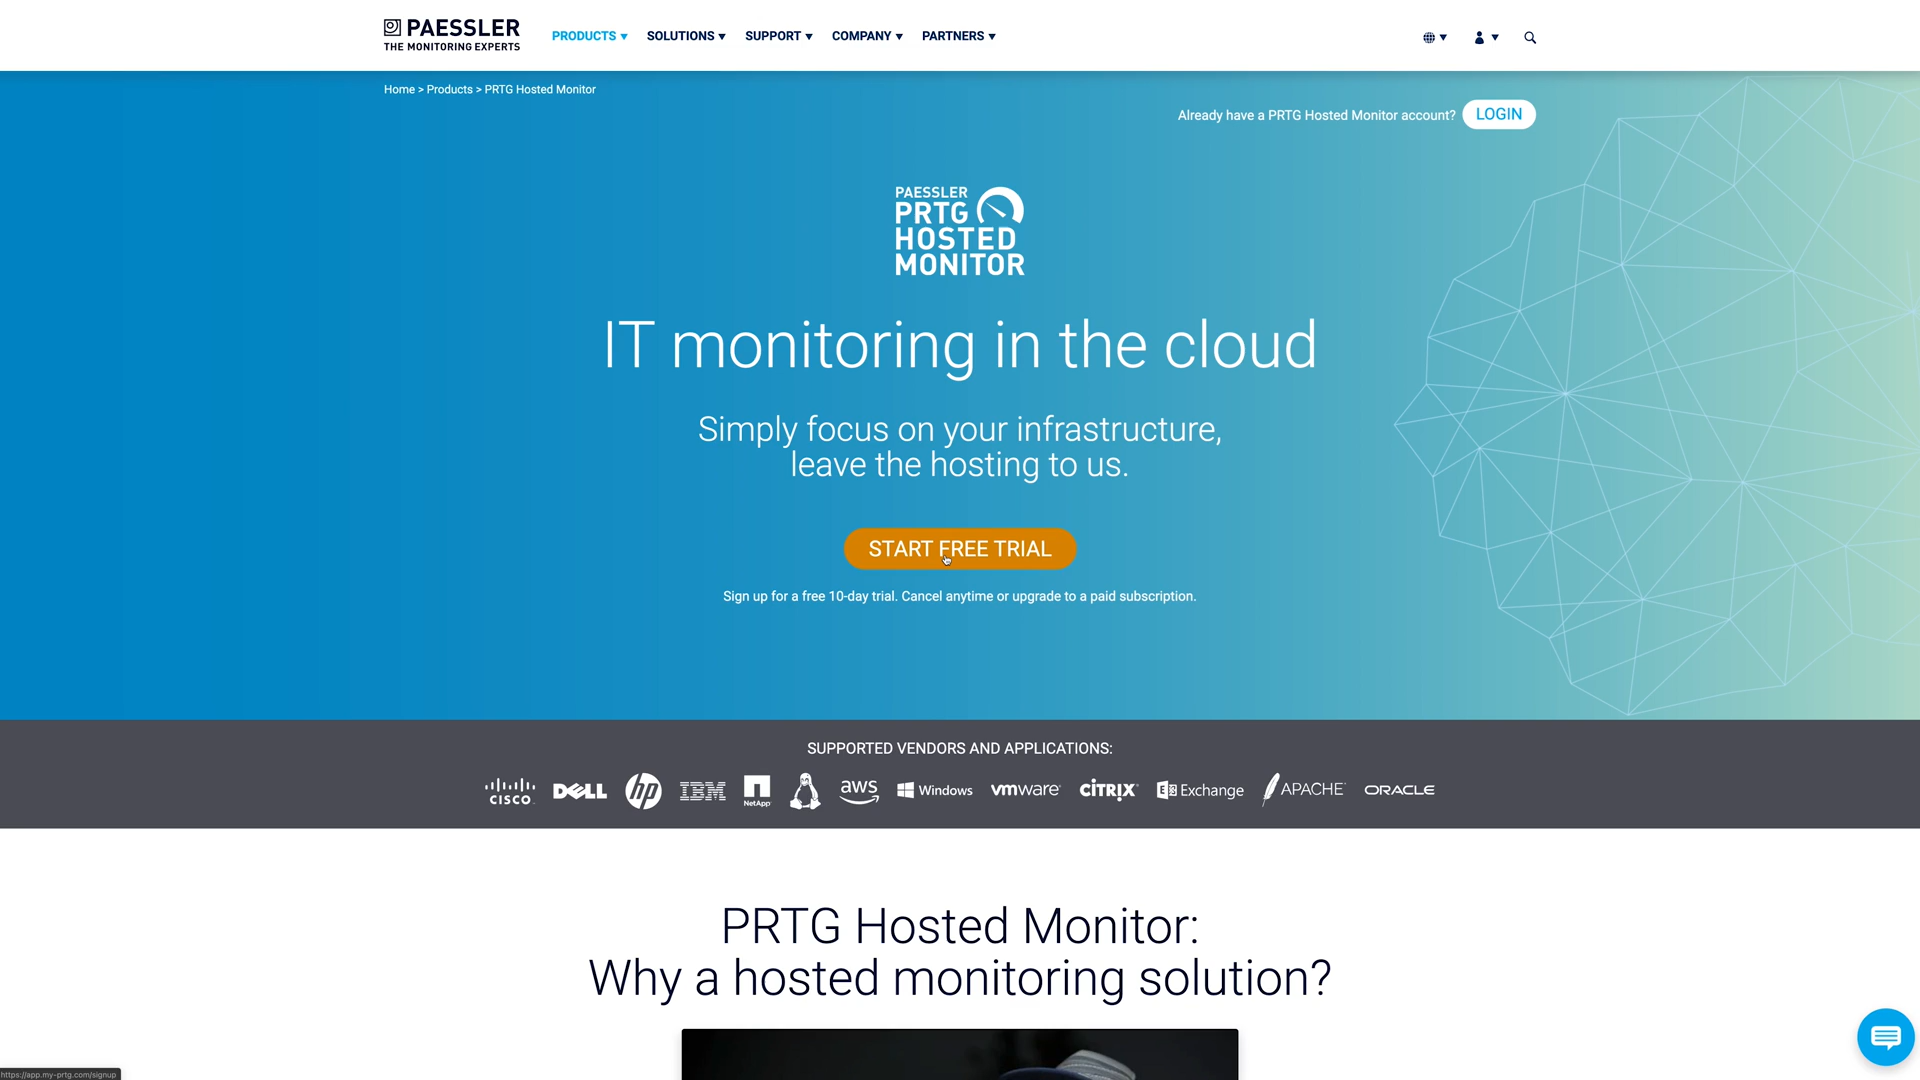 PAESSLER
THE MONITORING EXPERTS
PRODUCTS
SOLUTIONS
SUPPORT
COMPANY
PARTNERS
Home > Products > PRTG Hosted Monitor
Already have a PRTG Hosted Monitor account?
LOGIN
PAESSLER
PRTG
HOSTED
MONITOR
IT monitoring in the cloud
Simply focus on your infrastructure,
leave the hosting to us.
START FREE TRIAL
Sign up for a free 10-day trial. Cancel anytime or upgrade to a paid subscription.
SUPPORTED VENDORS AND APPLICATIONS:
CISCO
DELL
hp
IBM
NetApp
aws
Windows
vmware
CITRIX
E Exchange
APACHE
ORACLE
PRTG Hosted Monitor:
Why a hosted monitoring solution?
https://app.my-prtg.com/signup